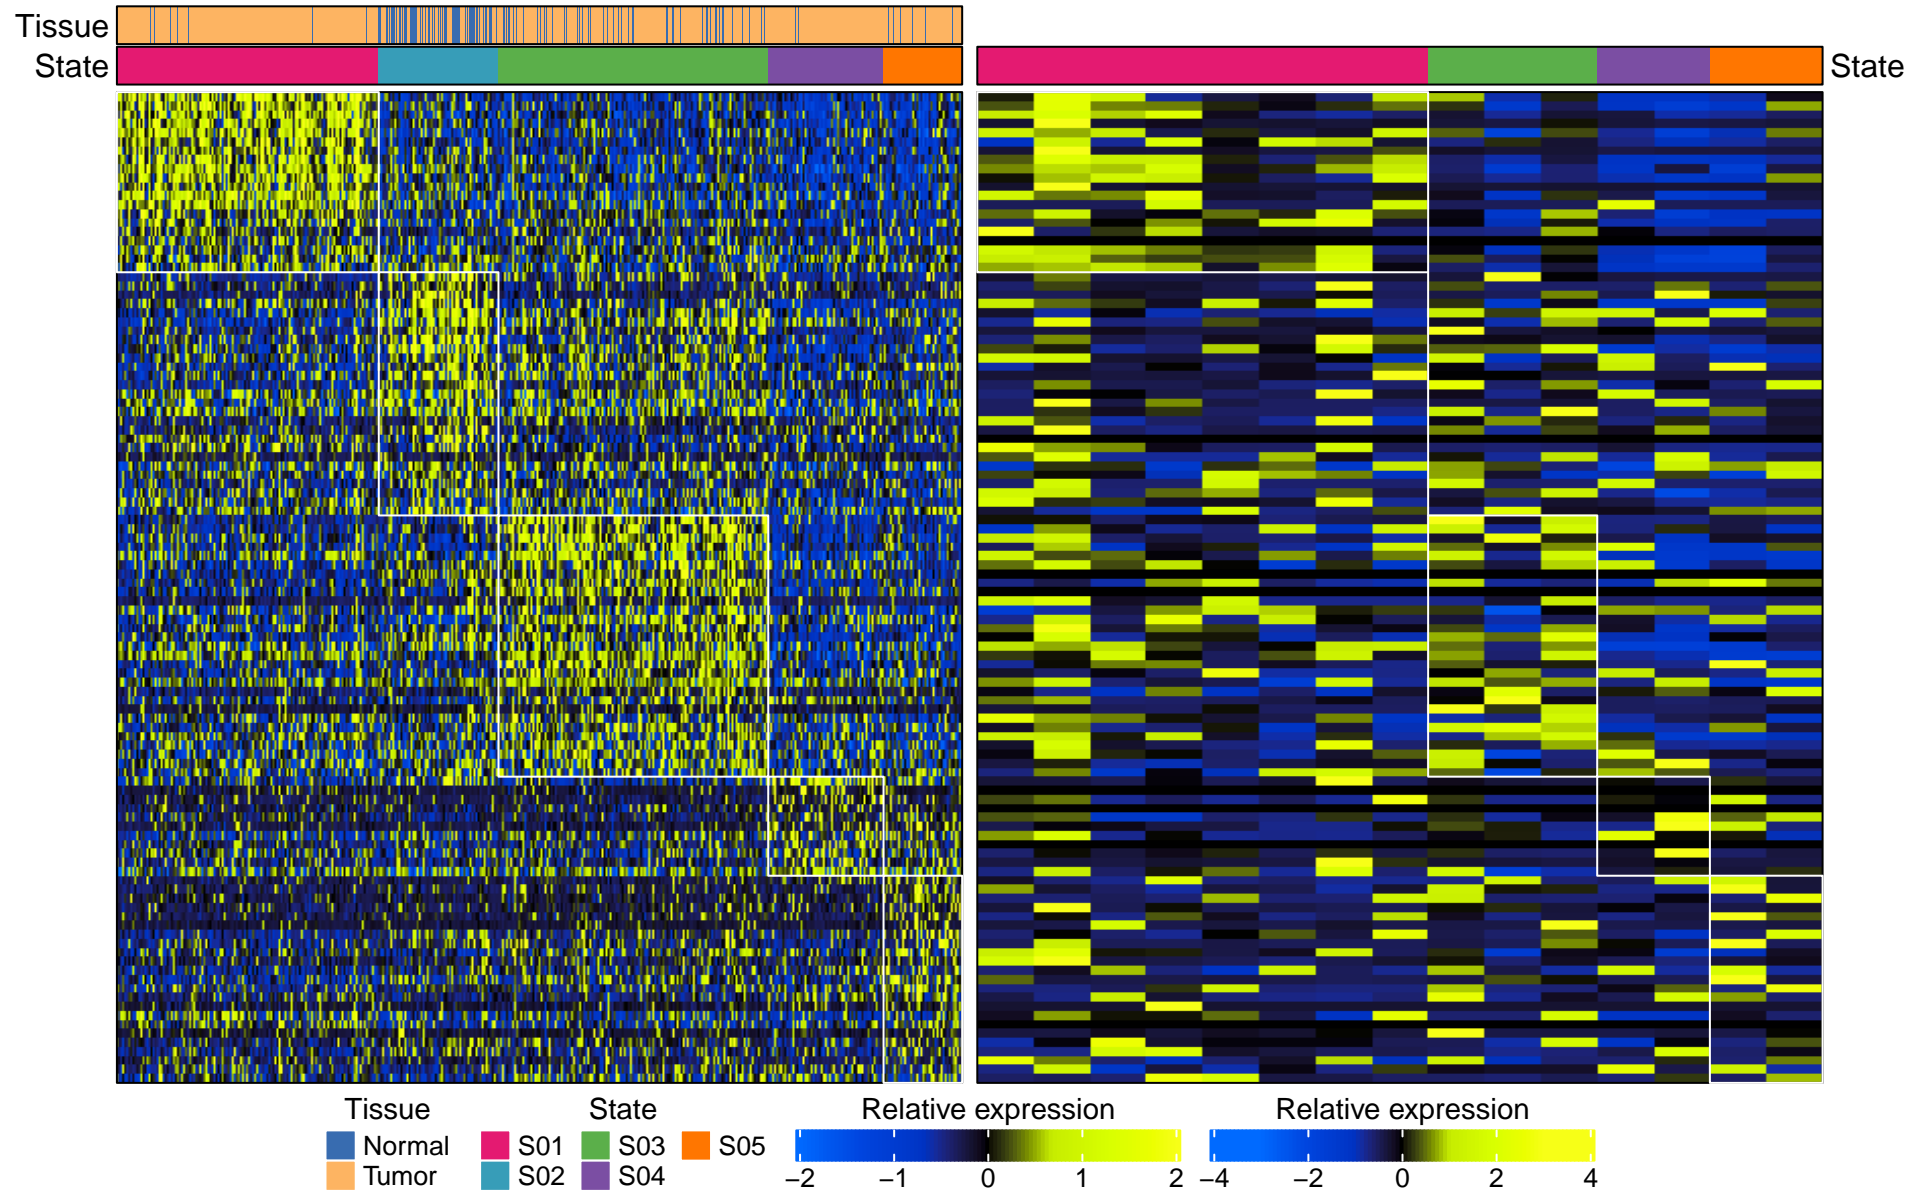 Tissue
State
State
Tissue State Relative expression Relative expression
Normal S01 S03 S05
Tumor S02 S04
−2 −1 0 1 2 −4 −2 0 2 4